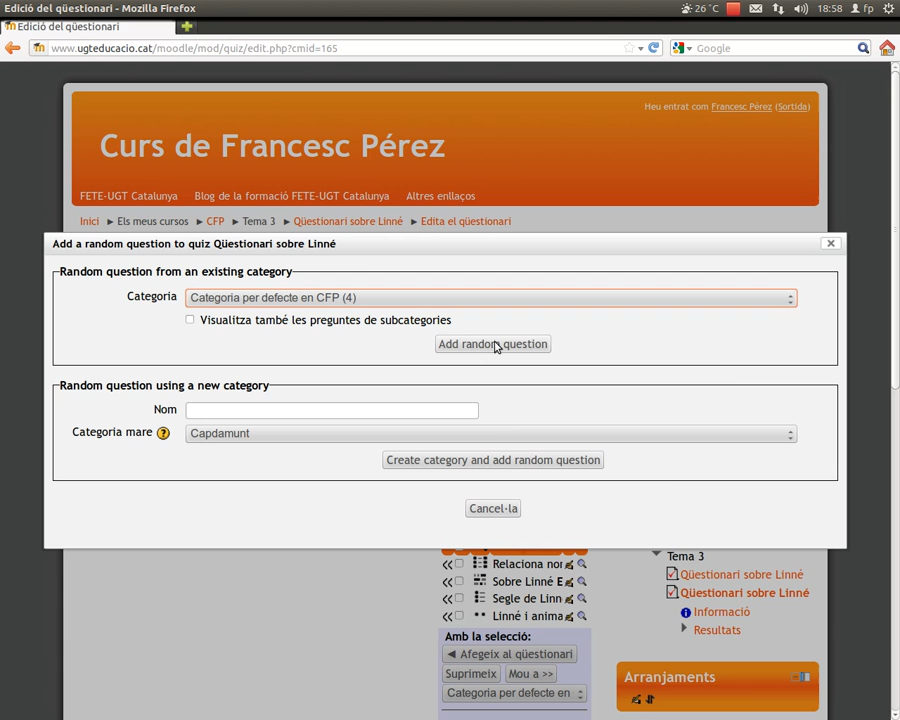 Edició del qüestionari - Mozilla Firefox
26 °C
18:58
fp
Edició del qüestionari
www.ugteducacio.cat/moodle/mod/quiz/edit.php?cmid=165
Google
Heu entrat com Francesc Pérez (Sortida)
Curs de Francesc Pérez
FETE-UGT Catalunya
Blog de la formació FETE-UGT Catalunya
Altres enllaços
Inici ► Els meus cursos ► CFP ► Tema 3 ► Qüestionari sobre Linné ► Edita el qüestionari
Add a random question to quiz Qüestionari sobre Linné
Random question from an existing category
Categoria
Categoria per defecte en CFP (4)
Visualitza també les preguntes de subcategories
Add random question
Random question using a new category
Nom
Categoria mare
Capdamunt
Create category and add random question
Cancel·la
Relaciona nor
Sobre Linné E
Segle de Linn
Linné i anima
Amb la selecció:
◄ Afegeix al qüestionari
Suprimeix
Mou a >>
Categoria per defecte en
Tema 3
Qüestionari sobre Linné
Qüestionari sobre Linné
Informació
Resultats
Arranjaments